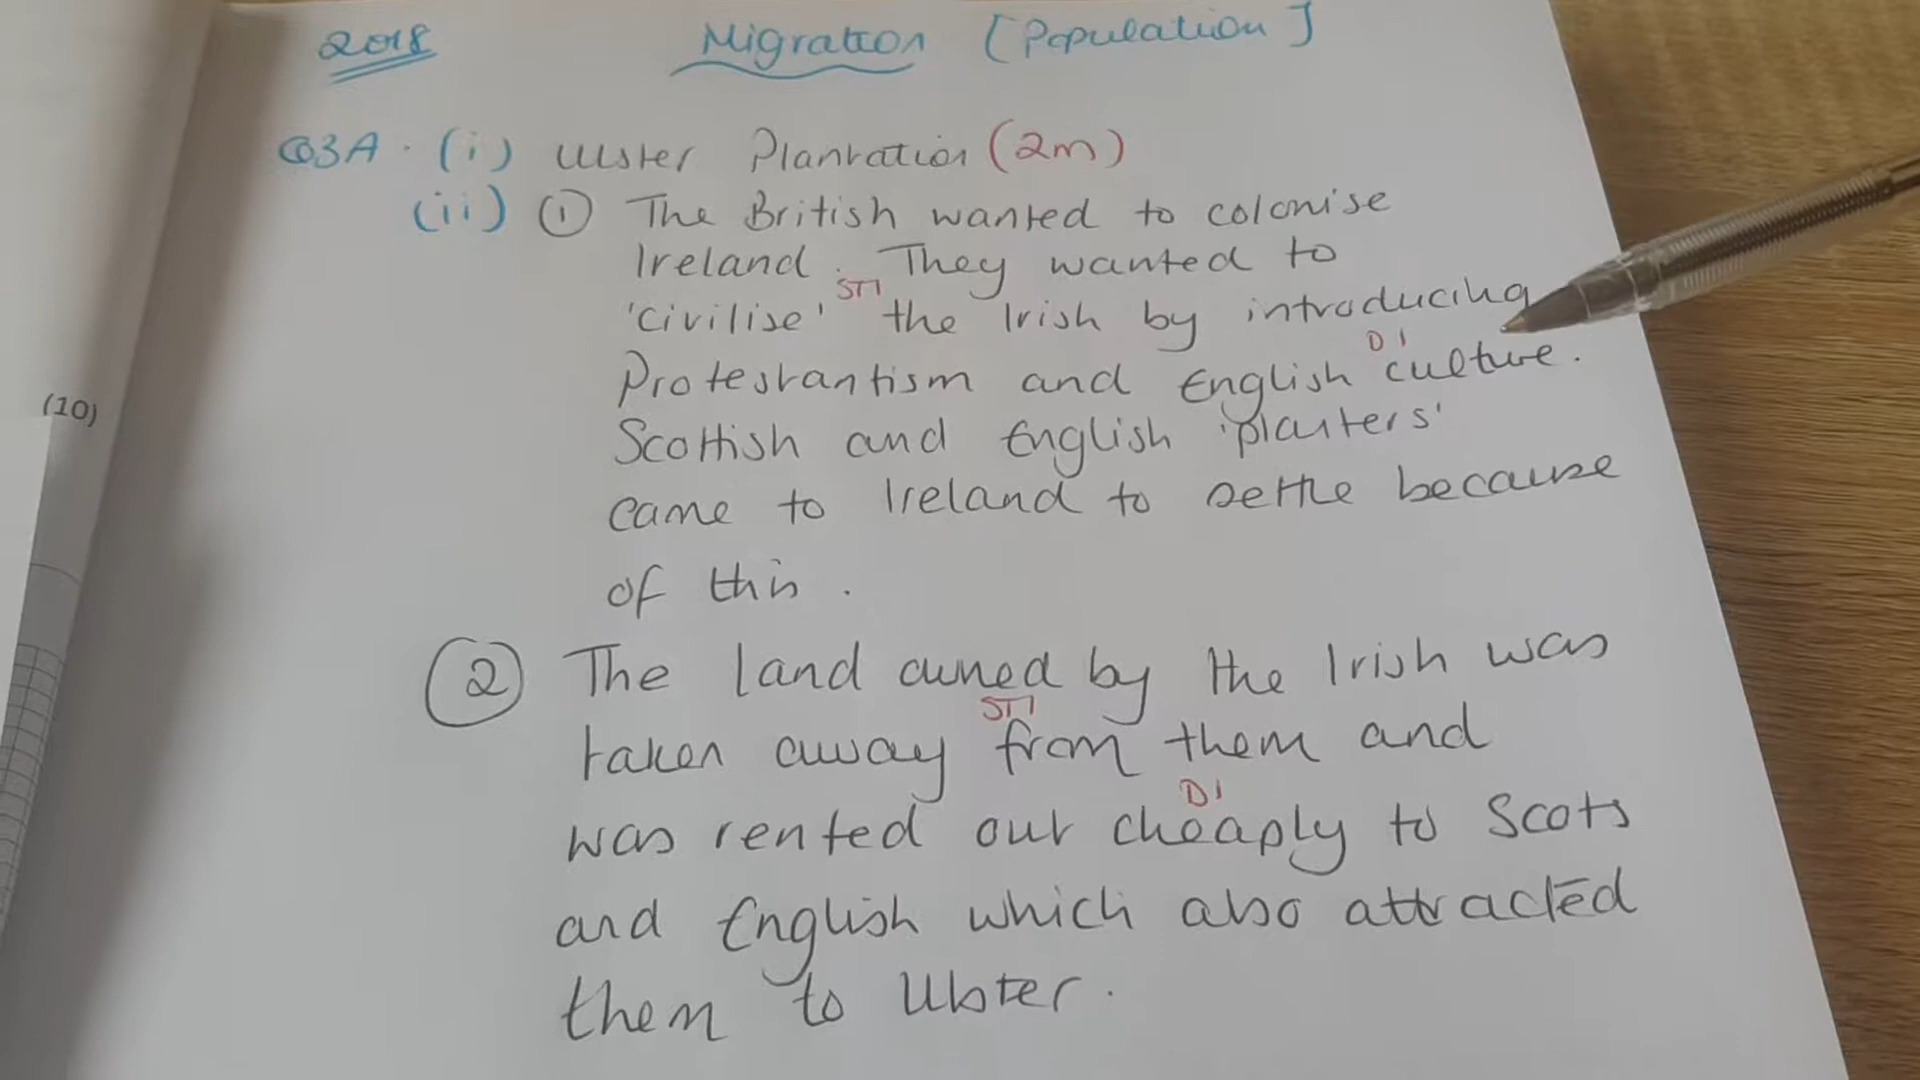 2018 Migration [Population]
Q3A. (i) Ulster Plantation (2m)
(ii) ① The British wanted to colonise
Ireland. They wanted to
ST1
'civilise' the Irish by introducing
D1
Protestantism and English culture.
(10)
Scottish and English 'planters'
came to Ireland to settle because
of this.
② The land owned by the Irish was
ST1
taken away from them and
D1
was rented out cheaply to Scots
and English which also attracted
them to Ulster.